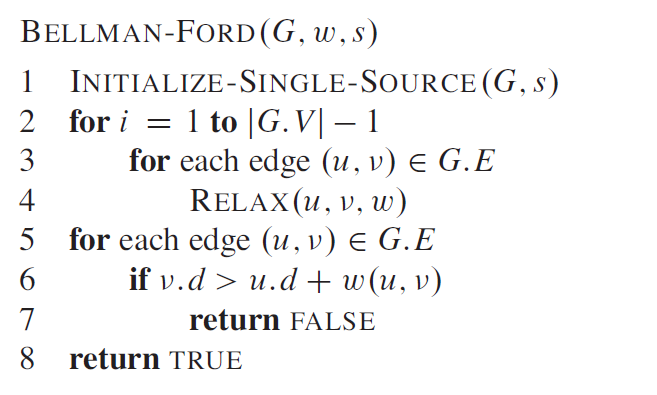 BELLMAN-FORD(G, w, s)
1 INITIALIZE-SINGLE-SOURCE(G, s)
2 for i = 1 to |G.V| − 1
3 for each edge (u, v) ∈ G.E
4 RELAX(u, v, w)
5 for each edge (u, v) ∈ G.E
6 if v.d > u.d + w(u, v)
7 return FALSE
8 return TRUE